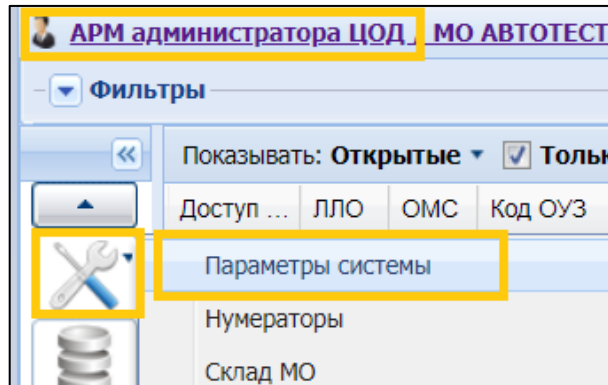 АРМ администратора ЦОД / МО АВТОТЕСТ
Фильтры
Показывать: Открытые
Доступ ... ЛЛО ОМС Код ОУЗ
Параметры системы
Нумераторы
Склад МО